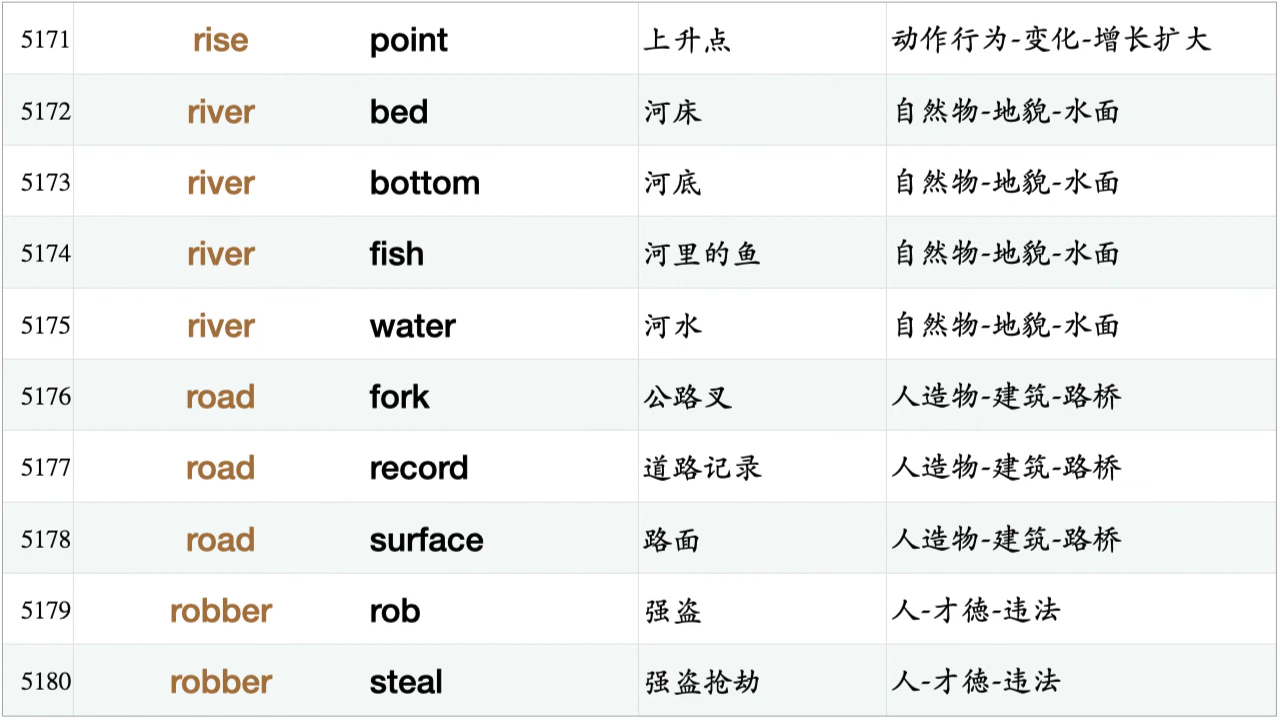 5171 rise point 上升点 动作行为-变化-增长扩大
5172 river bed 河床 自然物-地貌-水面
5173 river bottom 河底 自然物-地貌-水面
5174 river fish 河里的鱼 自然物-地貌-水面
5175 river water 河水 自然物-地貌-水面
5176 road fork 公路叉 人造物-建筑-路桥
5177 road record 道路记录 人造物-建筑-路桥
5178 road surface 路面 人造物-建筑-路桥
5179 robber rob 强盗 人-才德-违法
5180 robber steal 强盗抢劫 人-才德-违法